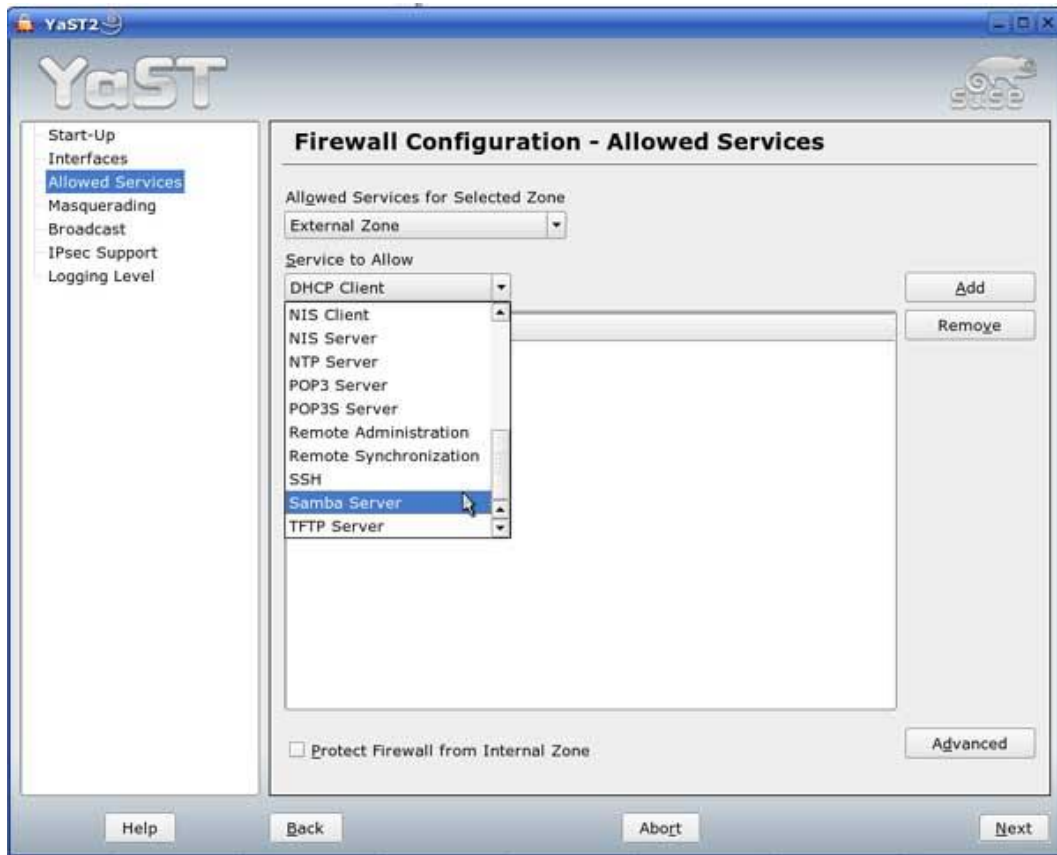 YaST2
YaST
suse
Start-Up
Interfaces
Allowed Services
Masquerading
Broadcast
IPsec Support
Logging Level
Firewall Configuration - Allowed Services
Allowed Services for Selected Zone
External Zone
Service to Allow
DHCP Client
Add
NIS Client
NIS Server
NTP Server
POP3 Server
POP3S Server
Remote Administration
Remote Synchronization
SSH
Samba Server
TFTP Server
Remove
Protect Firewall from Internal Zone
Advanced
Help
Back
Abort
Next